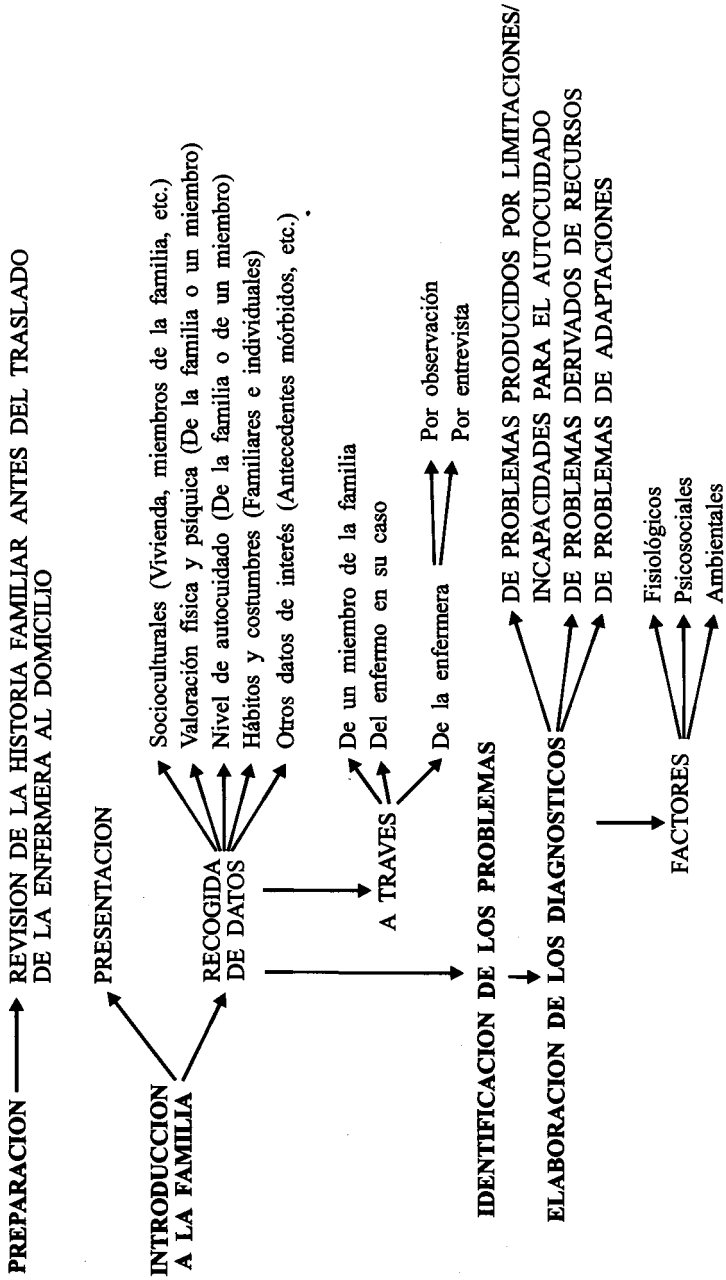 PREPARACION
REVISION DE LA HISTORIA FAMILIAR ANTES DEL TRASLADO
DE LA ENFERMERA AL DOMICILIO
INTRODUCCION
A LA FAMILIA
PRESENTACION
RECOGIDA
DE DATOS
Socioculturales (Vivienda, miembros de la familia, etc.)
Valoración física y psíquica (De la familia o un miembro)
Nivel de autocuidado (De la familia o de un miembro)
Hábitos y costumbres (Familiares e individuales)
Otros datos de interés (Antecedentes mórbidos, etc.)
A TRAVES
De un miembro de la familia
Del enfermo en su caso
De la enfermera
Por observación
Por entrevista
IDENTIFICACION DE LOS PROBLEMAS
ELABORACION DE LOS DIAGNOSTICOS
DE PROBLEMAS PRODUCIDOS POR LIMITACIONES/
INCAPACIDADES PARA EL AUTOCUIDADO
DE PROBLEMAS DERIVADOS DE RECURSOS
DE PROBLEMAS DE ADAPTACIONES
FACTORES
Fisiológicos
Psicosociales
Ambientales